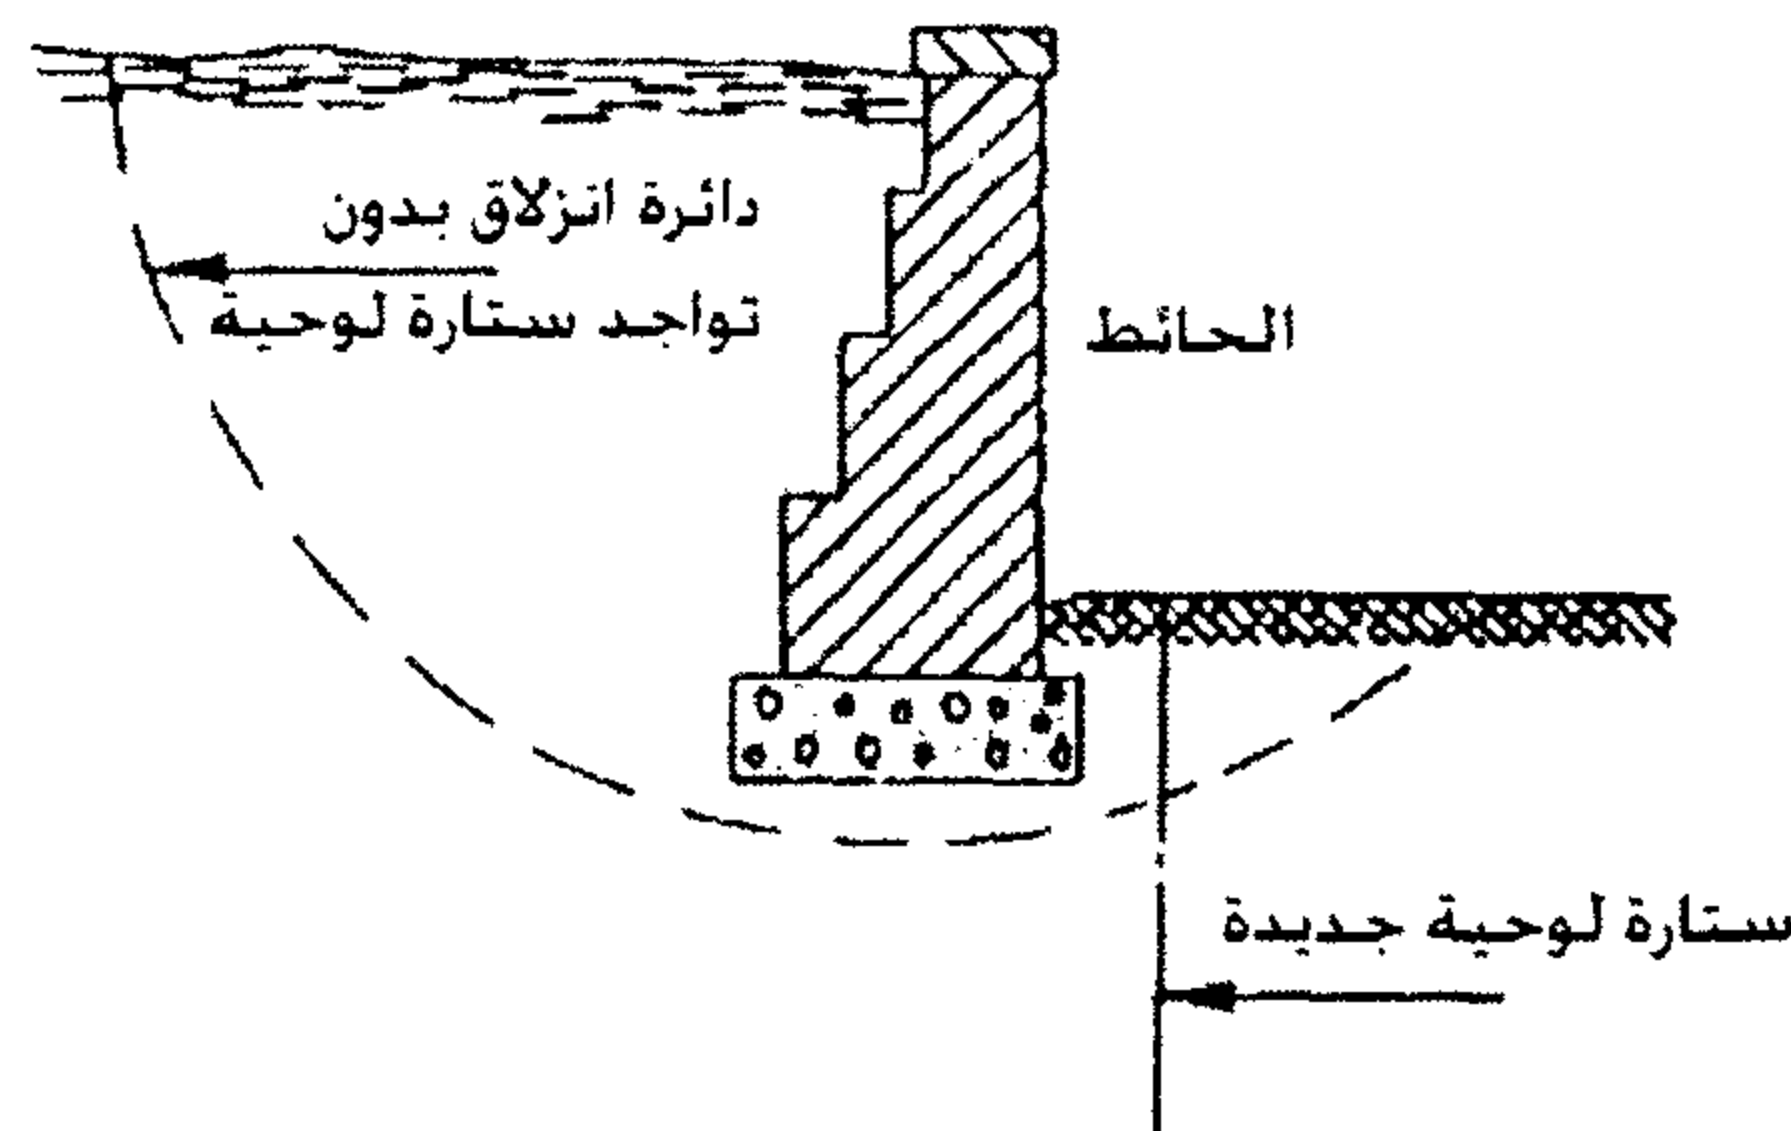 دائرة انزلاق بدون
تواجد ستارة لوحية
الحائط
ستارة لوحية جديدة